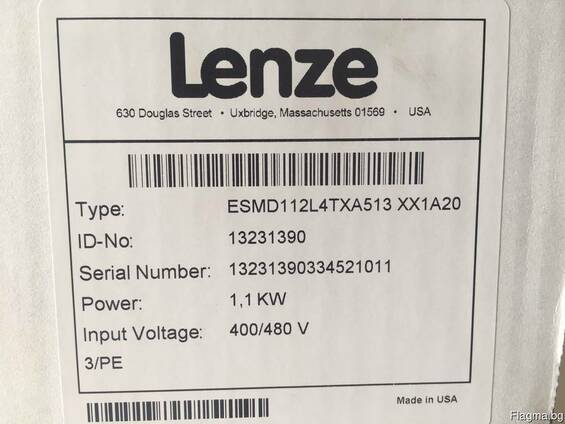 Lenze
630 Douglas Street • Uxbridge, Massachusetts 01569 • USA
Type: ESMD112L4TXA513 XX1A20
ID-No: 13231390
Serial Number: 13231390334521011
Power: 1,1 KW
Input Voltage: 400/480 V
3/PE
Made in USA
Flagma.bg